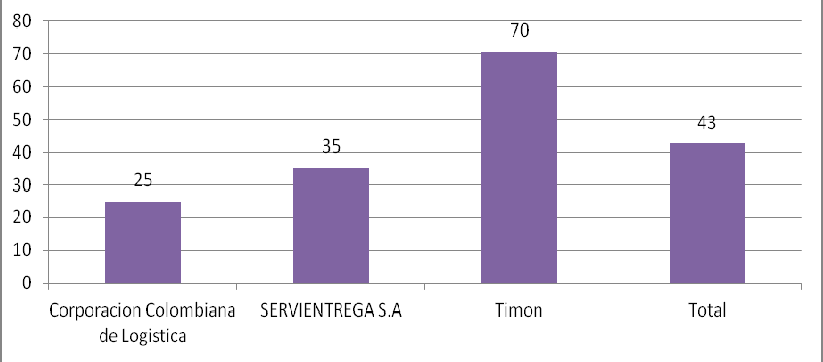 80
70
60
50
40
30
20
10
0
25
35
70
43
Corporacion Colombiana
de Logistica
SERVIENTREGA S.A
Timon
Total